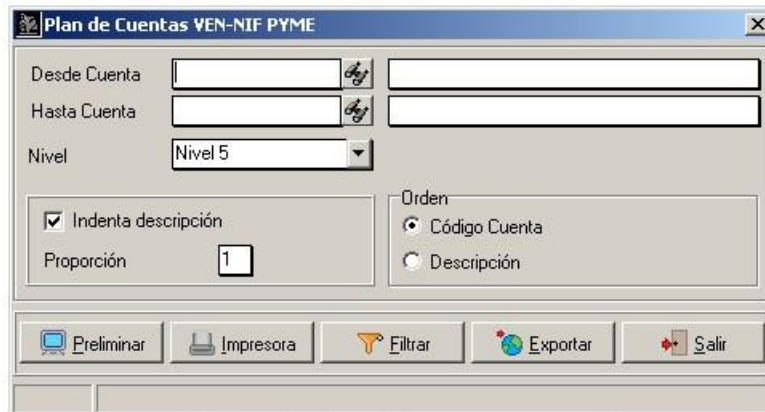 Plan de Cuentas VEN-NIF PYME
Desde Cuenta
Hasta Cuenta
Nivel Nivel 5
Orden
Indenta descripción
Código Cuenta
Proporción 1
Descripción
Preliminar Impresora Filtrar Exportar Salir